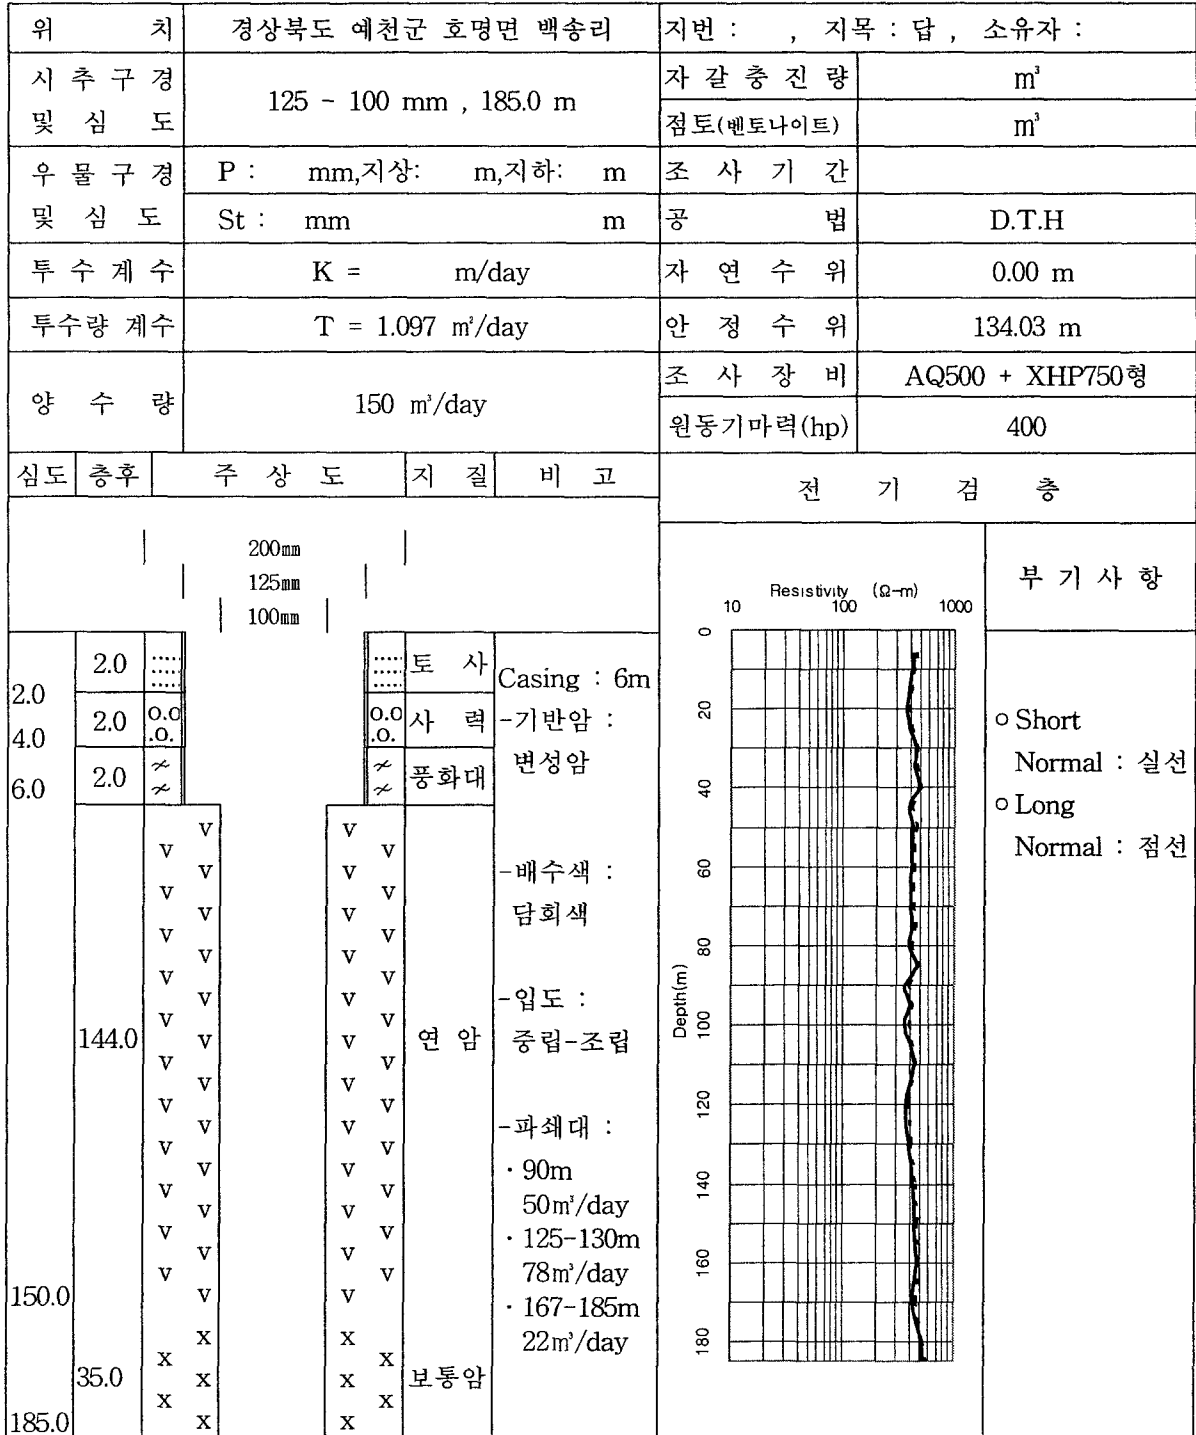 위 치 경상북도 예천군 호명면 백송리 지번 : , 지목 : 답 , 소유자 :
시 추 구 경 및 심 도 125 - 100 mm , 185.0 m 자 갈 충 진 량 ㎥
점토(벤토나이트) ㎥
우 물 구 경 및 심 도 P : mm,지상: m,지하: m 조 사 기 간
St : mm m 공 법 D.T.H
투 수 계 수 K = m/day 자 연 수 위 0.00 m
투수량 계수 T = 1.097 ㎡/day 안 정 수 위 134.03 m
양 수 량 150 ㎥/day 조 사 장 비 AQ500 + XHP750형
원동기마력(hp) 400
심도 층후 주 상 도 지 질 비 고 전 기 검 층
200㎜
125㎜
100㎜
2.0 2.0 토 사
4.0 2.0 o.o .o. o.o .o. 사 력
6.0 2.0 ≁ ≁ ≁ ≁ 풍화대
150.0 144.0 연 암
v v v v v v v v v v v v v v v v v v v v v v v
v v v v v v v v v v v v v v v v v v v v v v v
185.0 35.0 보통암
x x x x x
x x x x x
Casing : 6m
-기반암 :
변성암
-배수색 :
담회색
-입도 :
중립-조립
-파쇄대 :
· 90m
50㎥/day
· 125-130m
78㎥/day
· 167-185m
22㎥/day
Resistivity (Ω-m)
10 100 1000
Depth(m)
0
20
40
60
80
100
120
140
160
180
부 기 사 항
○ Short
Normal : 실선
○ Long
Normal : 점선